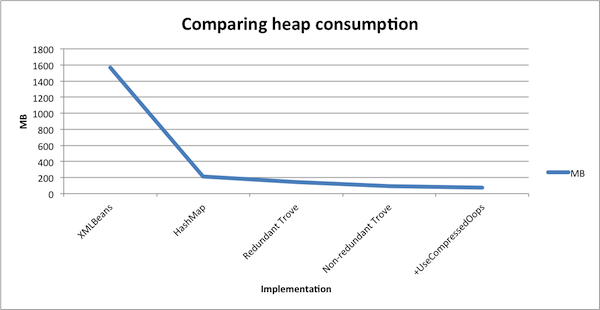 Comparing heap consumption
1800
1600
1400
1200
1000
800
600
400
200
0
MB
XMLBeans
HashMap
Redundant Trove
Non-redundant Trove
+UseCompressedOops
Implementation
MB